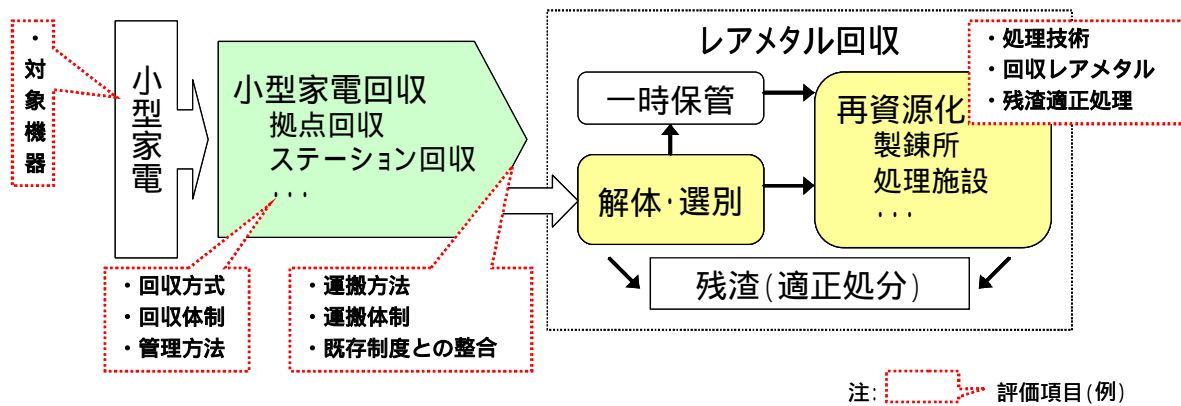 ・対象機器
小型家電
小型家電回収
拠点回収
ステーション回収
・・・
・回収方式
・回収体制
・管理方法
・運搬方法
・運搬体制
・既存制度との整合
レアメタル回収
一時保管
解体・選別
再資源化
製錬所
処理施設
・・・
残渣(適正処分)
・処理技術
・回収レアメタル
・残渣適正処理
注:
評価項目(例)